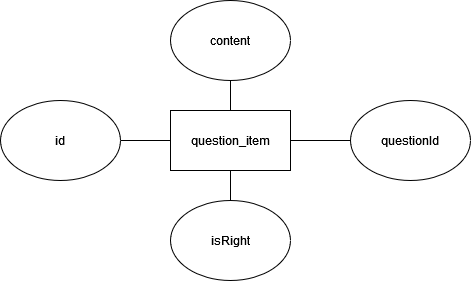 content
id
question_item
questionId
isRight